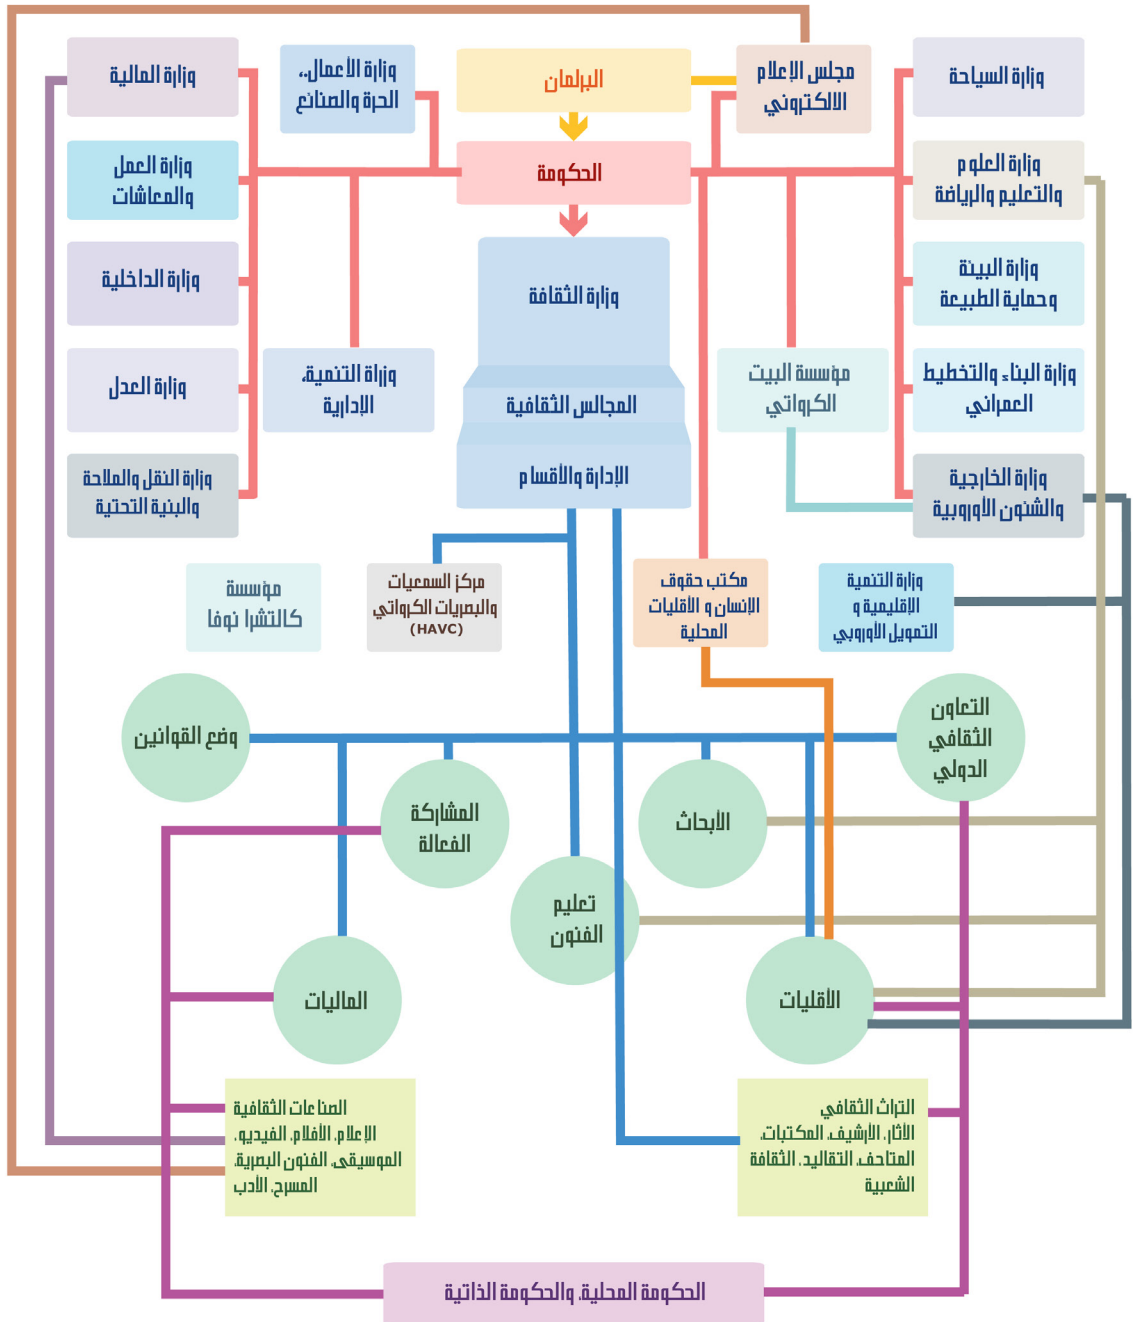 وزارة المالية
وزارة الأعمال.،
الحرة والصنائع
البرلمان
مجلس الإعلام
الالكتروني
وزارة السياحة
وزارة العمل
والمعاشات
الحكومة
وزارة العلوم
والتعليم والرياضة
وزارة الداخلية
وزارة الثقافة
وزارة البيئة
وحماية الطبيعة
وزارة العدل
وزراة التنمية،
الإدارية
المجالس الثقافية
مؤسسة البيت
الكرواتي
وزارة البناء والتخطيط
العمراني
وزارة النقل والملاحة
والبنية التحتية
الإدارة والأقسام
وزارة الخارجية
والشئون الأوروبية
مؤسسة
كالتشرا نوفا
مركز السمعيات
والبصريات الكرواتي
(HAVC)
مكتب حقوق
الإنسان و الأقليات
المحلية
وزارة التنمية
الإقليمية و
التمويل الأوروبي
وضع القوانين
التعاون
الثقافي
الدولي
المشاركة
الفعالة
الأبحاث
تعليم
الفنون
الماليات
الأقليات
الصناعات الثقافية
الإعلام، الأفلام، الفيديو،
الموسيقى، الفنون البصرية،
المسرح، الأدب
التراث الثقافي
الأثار، الأرشيف، المكتبات،
المتاحف، التقاليد، الثقافة
الشعبية
الحكومة المحلية، والحكومة الذاتية